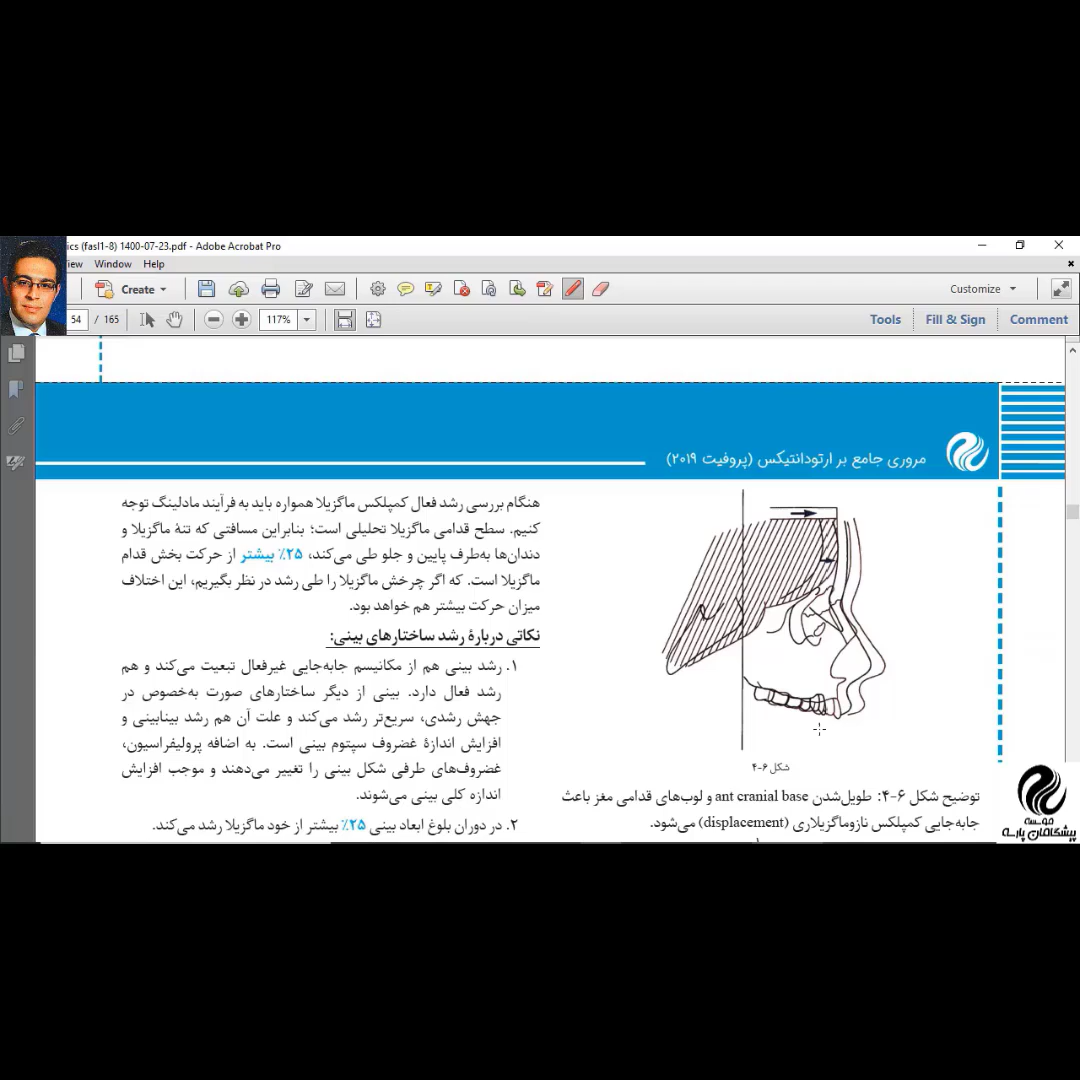 ics (fasl1-8) 1400-07-23.pdf - Adobe Acrobat Pro
iew Window Help
Create
Customize
54 / 165
117%
Tools Fill & Sign Comment
مروری جامع بر ارتودانتیکس (پروفیت ۲۰۱۹)
شکل ۶-۴
توضیح شکل ۶-۴: طویل‌شدن ant cranial base و لوب‌های قدامی مغز باعث
جابه‌جایی کمپلکس نازوماگزیلاری (displacement) می‌شود.
هنگام بررسی رشد فعال کمپلکس ماگزیلا همواره باید به فرآیند مادلینگ توجه
کنیم. سطح قدامی ماگزیلا تحلیلی است؛ بنابراین مسافتی که تنهٔ ماگزیلا و
دندان‌ها به‌طرف پایین و جلو طی می‌کند، ۲۵٪ بیشتر از حرکت بخش قدام
ماگزیلا است. که اگر چرخش ماگزیلا را طی رشد در نظر بگیریم، این اختلاف
میزان حرکت بیشتر هم خواهد بود.
نکاتی دربارهٔ رشد ساختارهای بینی:
۱. رشد بینی هم از مکانیسم جابه‌جایی غیرفعال تبعیت می‌کند و هم
رشد فعال دارد. بینی از دیگر ساختارهای صورت به‌خصوص در
جهش رشدی، سریع‌تر رشد می‌کند و علت آن هم رشد بینابینی و
افزایش اندازهٔ غضروف سپتوم بینی است. به اضافه پرولیفراسیون،
غضروف‌های طرفی شکل بینی را تغییر می‌دهند و موجب افزایش
اندازه کلی بینی می‌شوند.
۲. در دوران بلوغ ابعاد بینی ۲۵٪ بیشتر از خود ماگزیلا رشد می‌کند.
موسسه
پیشگامان پارسه